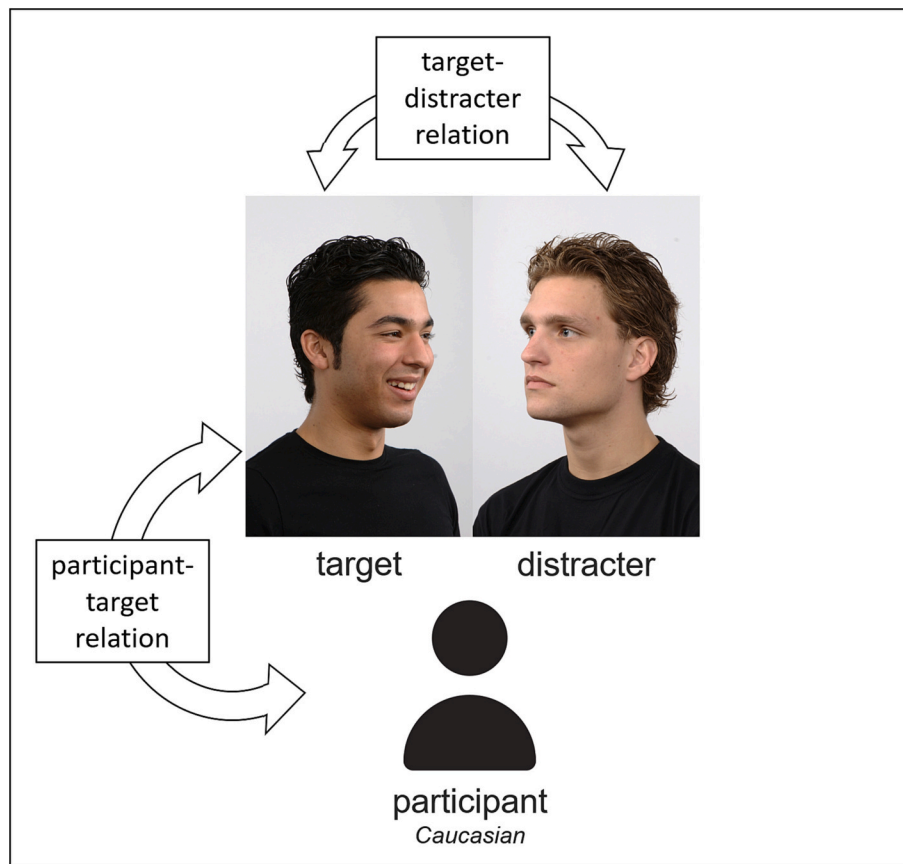 target-
distracter
relation
target
distracter
participant-
target
relation
participant
Caucasian